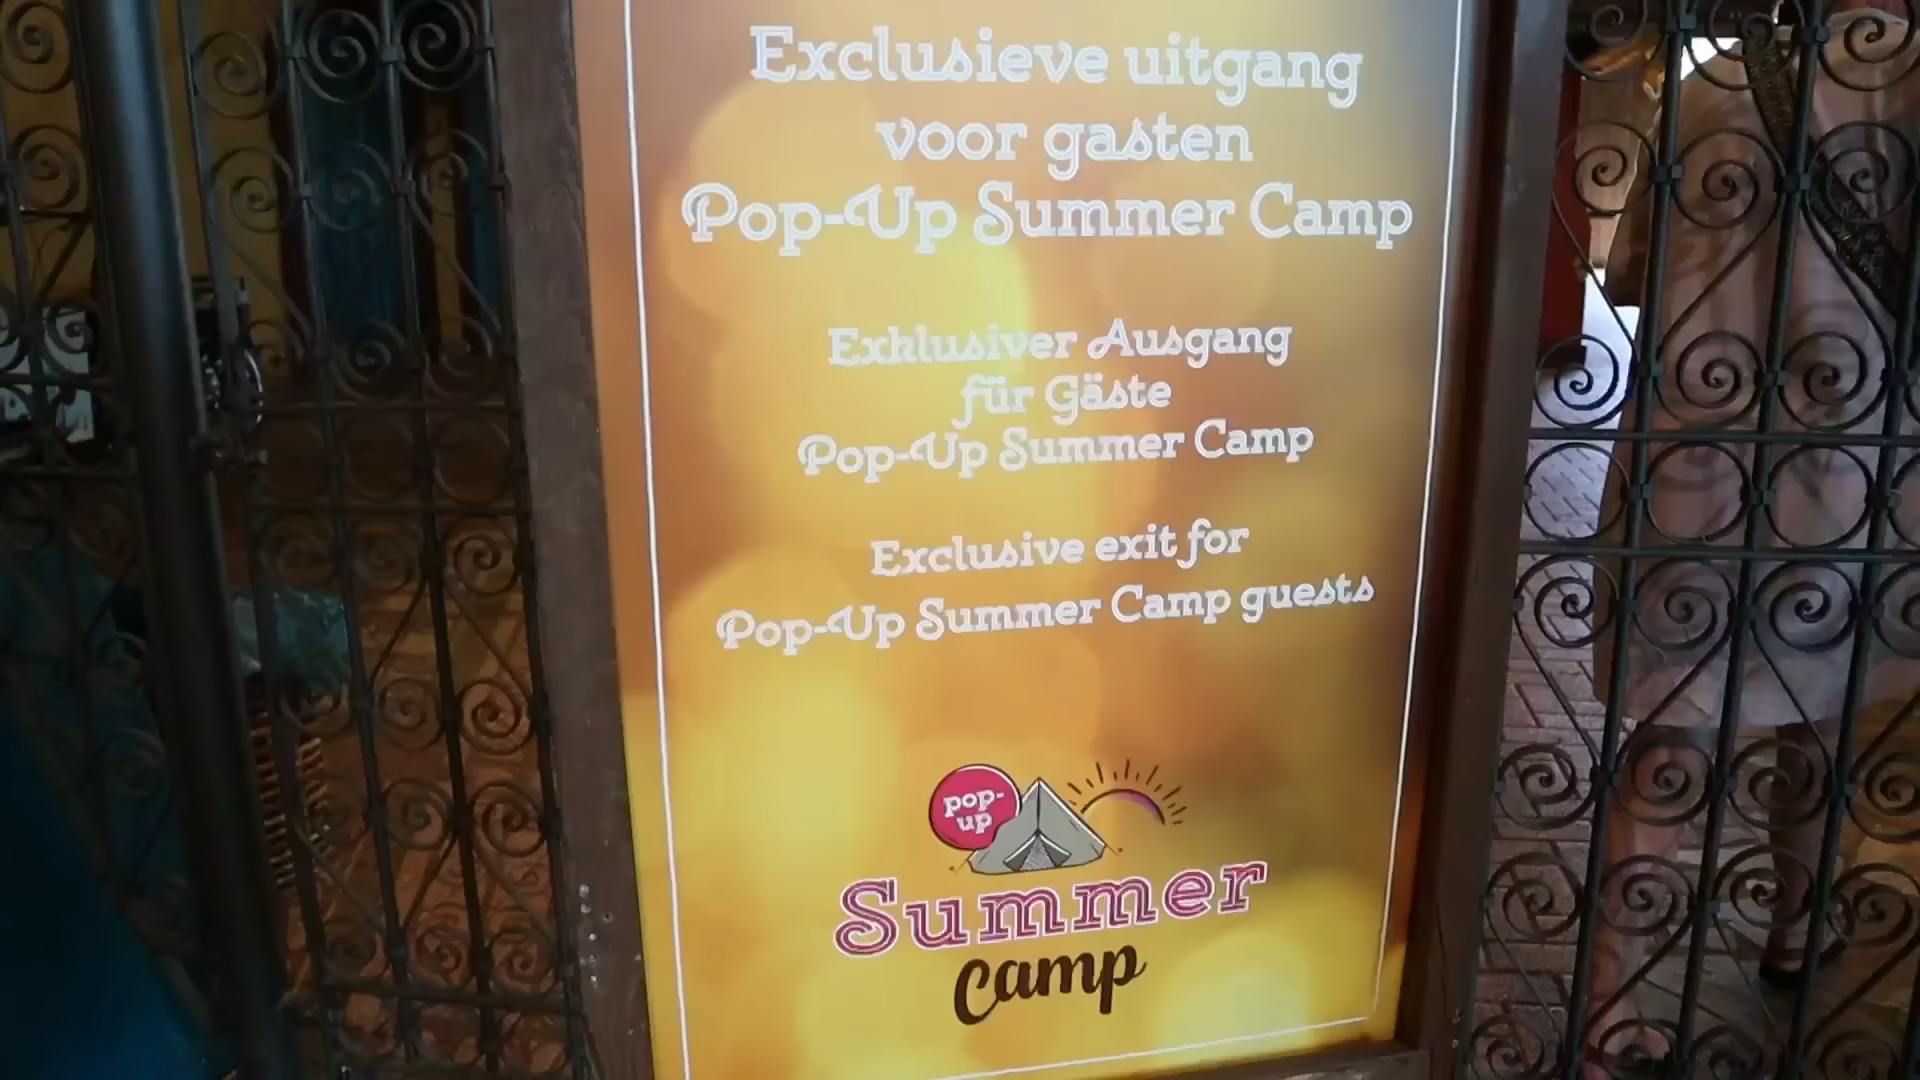 Exclusieve uitgang
voor gasten
Pop-Up Summer Camp
Exklusiver Ausgang
für Gäste
Pop-Up Summer Camp
Exclusive exit for
Pop-Up Summer Camp guests
pop-
up
Summer
Camp